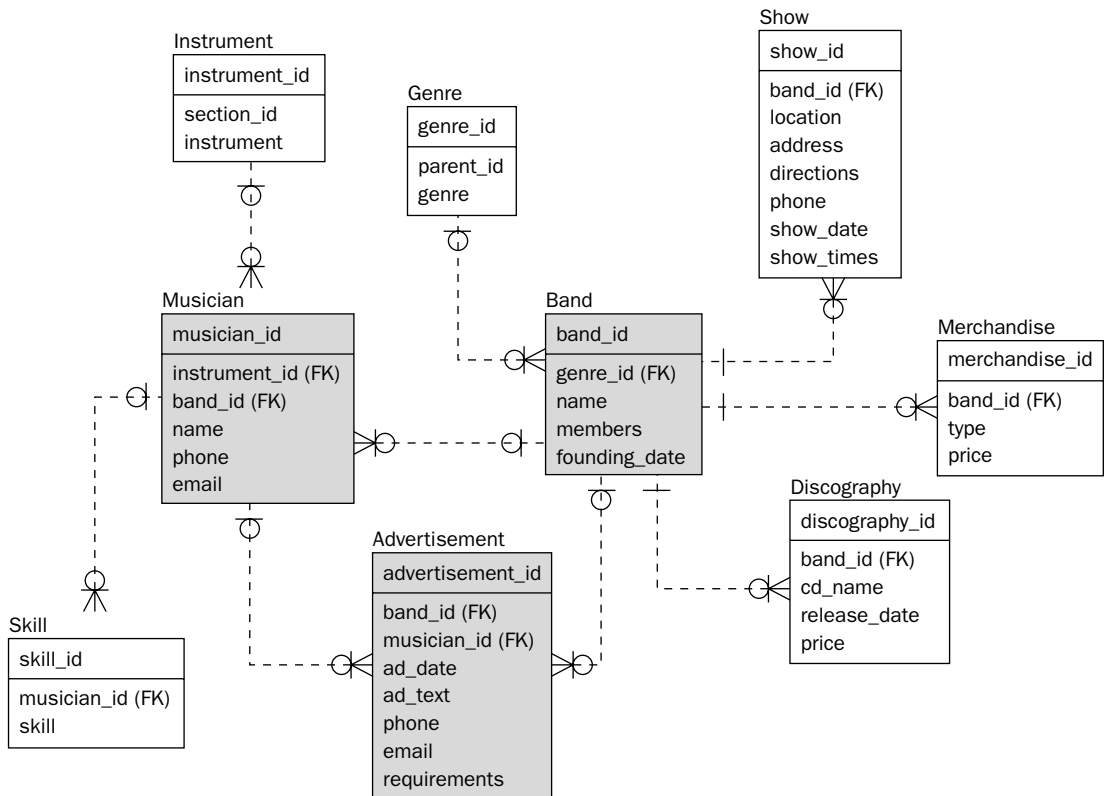 Instrument
instrument_id
section_id
instrument
Genre
genre_id
parent_id
genre
Show
show_id
band_id (FK)
location
address
directions
phone
show_date
show_times
Musician
musician_id
instrument_id (FK)
band_id (FK)
name
phone
email
Band
band_id
genre_id (FK)
name
members
founding_date
Merchandise
merchandise_id
band_id (FK)
type
price
Skill
skill_id
musician_id (FK)
skill
Advertisement
advertisement_id
band_id (FK)
musician_id (FK)
ad_date
ad_text
phone
email
requirements
Discography
discography_id
band_id (FK)
cd_name
release_date
price